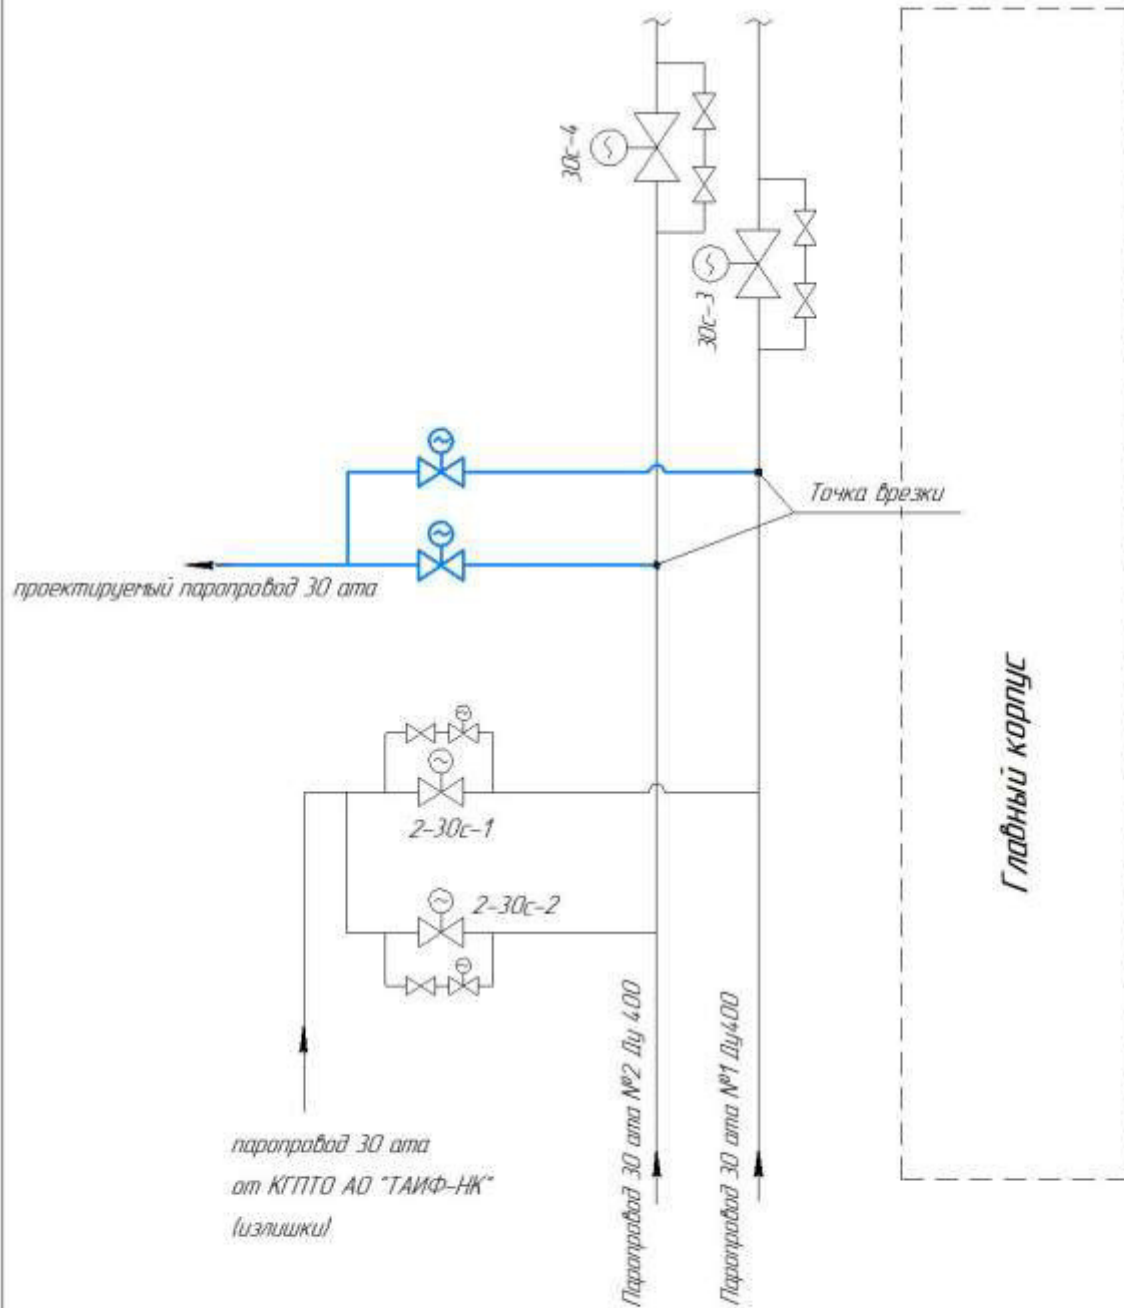 30с-4
30с-3
Точка врезки
проектируемый паропровод 30 ата
Главный корпус
2-30с-1
2-30с-2
Паропровод 30 ата №2 Ду 400
Паропровод 30 ата №1 Ду400
паропровод 30 ата
от КГПТО АО "ТАИФ-НК"
(излишки)